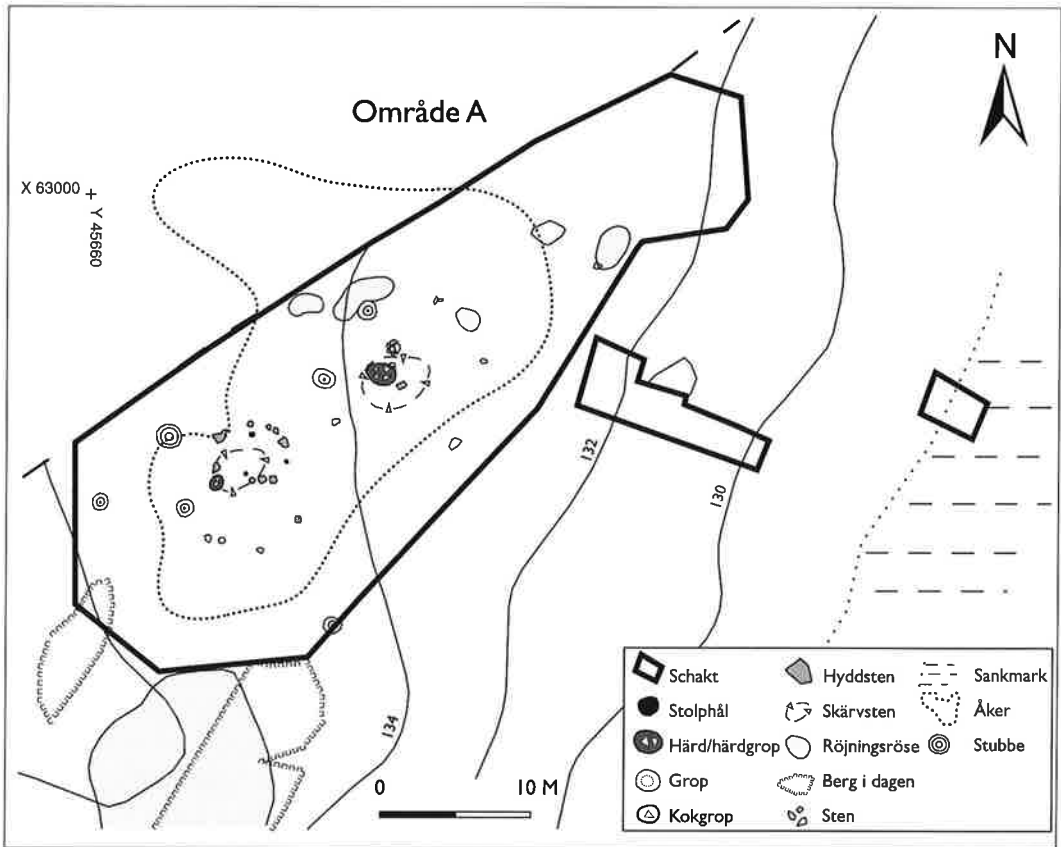 Område A
N
X 63000
Y 45660
132
130
134
0 10 M
Schakt
Stolphål
Härd/härdgrop
Grop
Kokgrop
Hyddsten
Skärvsten
Röjningsröse
Berg i dagen
Sten
Sankmark
Åker
Stubbe